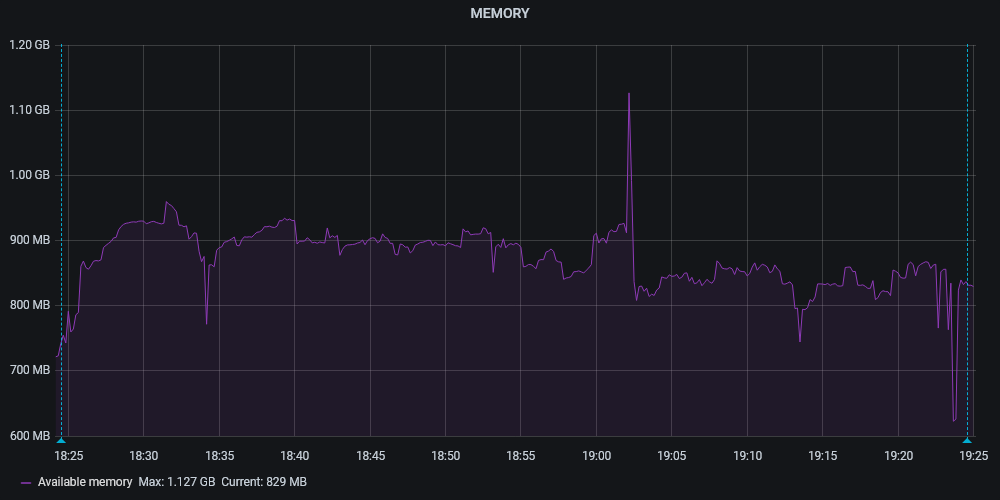 MEMORY
1.20 GB
1.10 GB
1.00 GB
900 MB
800 MB
700 MB
600 MB
18:25 18:30 18:35 18:40 18:45 18:50 18:55 19:00 19:05 19:10 19:15 19:20 19:25
Available memory Max: 1.127 GB Current: 829 MB